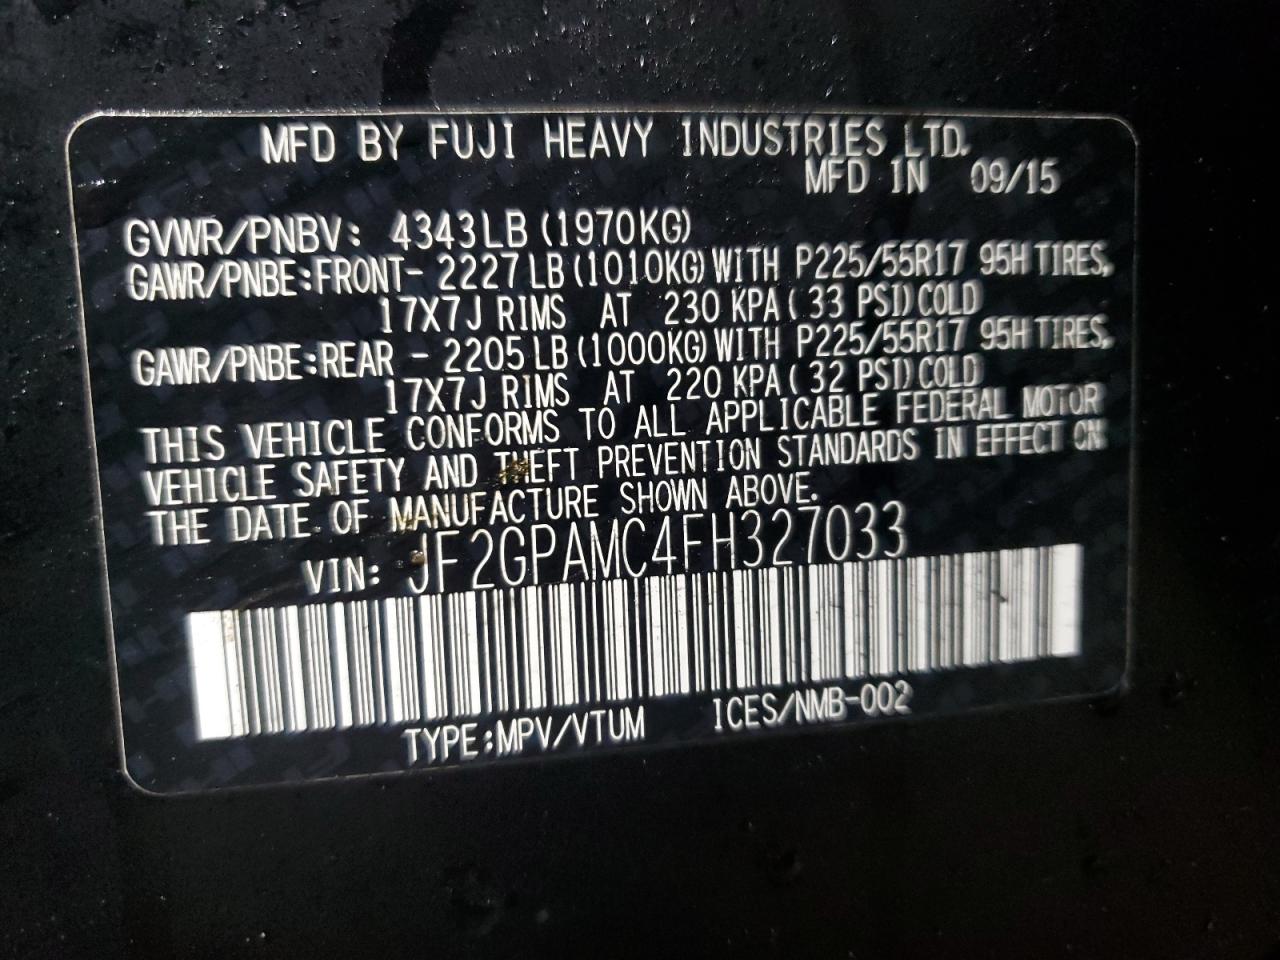 MFD BY FUJI HEAVY INDUSTRIES LTD.
MFD IN 09/15
GVWR/PNBV: 4343LB (1970KG)
GAWR/PNBE:FRONT- 2227LB (1010KG) WITH P225/55R17 95H TIRES,
17X7J RIMS AT 230 KPA ( 33 PSI) COLD
GAWR/PNBE:REAR - 2205LB (1000KG) WITH P225/55R17 95H TIRES,
17X7J RIMS AT 220 KPA ( 32 PSI) COLD
THIS VEHICLE CONFORMS TO ALL APPLICABLE FEDERAL MOTOR
VEHICLE SAFETY AND THEFT PREVENTION STANDARDS IN EFFECT ON
THE DATE OF MANUFACTURE SHOWN ABOVE.
VIN: JF2GPAMC4FH327033
TYPE:MPV/VTUM ICES/NMB-002